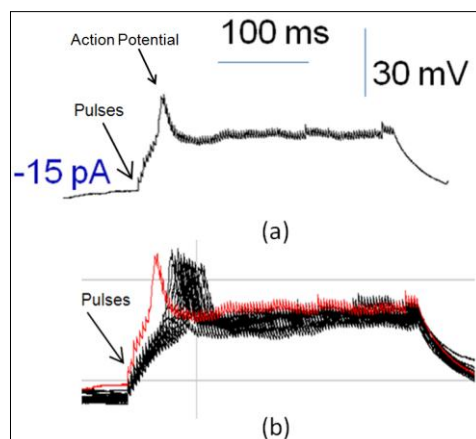 Action Potential
100 ms
30 mV
Pulses
-15 pA
(a)
Pulses
(b)